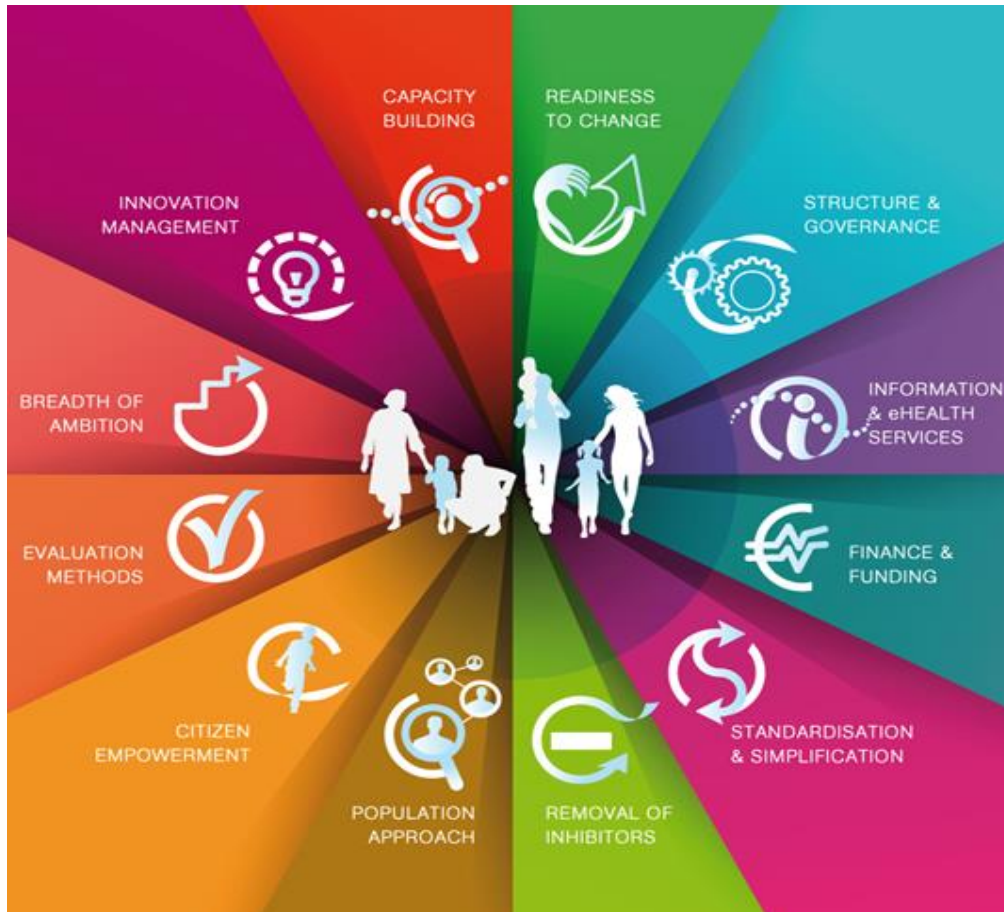 CAPACITY
BUILDING
READINESS
TO CHANGE
STRUCTURE &
GOVERNANCE
INFORMATION
& eHEALTH
SERVICES
FINANCE &
FUNDING
STANDARDISATION
& SIMPLIFICATION
REMOVAL OF
INHIBITORS
POPULATION
APPROACH
CITIZEN
EMPOWERMENT
EVALUATION
METHODS
BREADTH OF
AMBITION
INNOVATION
MANAGEMENT